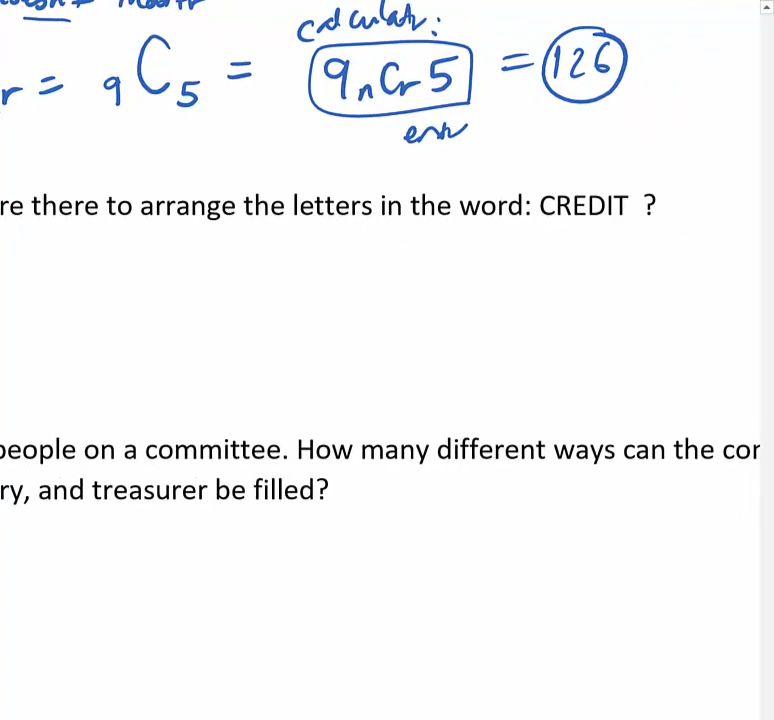 calculator:
r = 9C5 = 9nCr5 = 126
enter
re there to arrange the letters in the word: CREDIT ?
people on a committee. How many different ways can the cor
ry, and treasurer be filled?